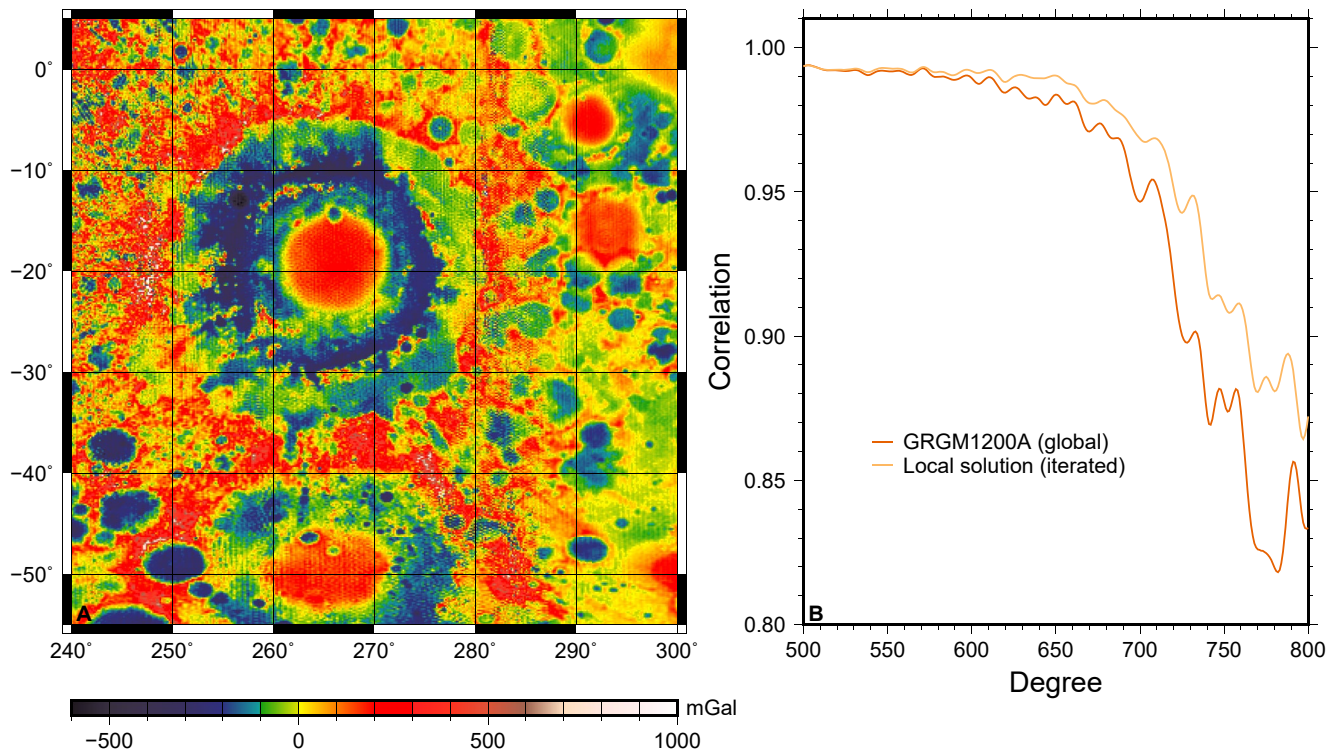 0°
−10°
−20°
−30°
−40°
−50°
A
240° 250° 260° 270° 280° 290° 300°
−500 0 500 1000
mGal
1.00
0.95
0.90
0.85
0.80
Correlation
GRGM1200A (global)
Local solution (iterated)
B
500 550 600 650 700 750 800
Degree